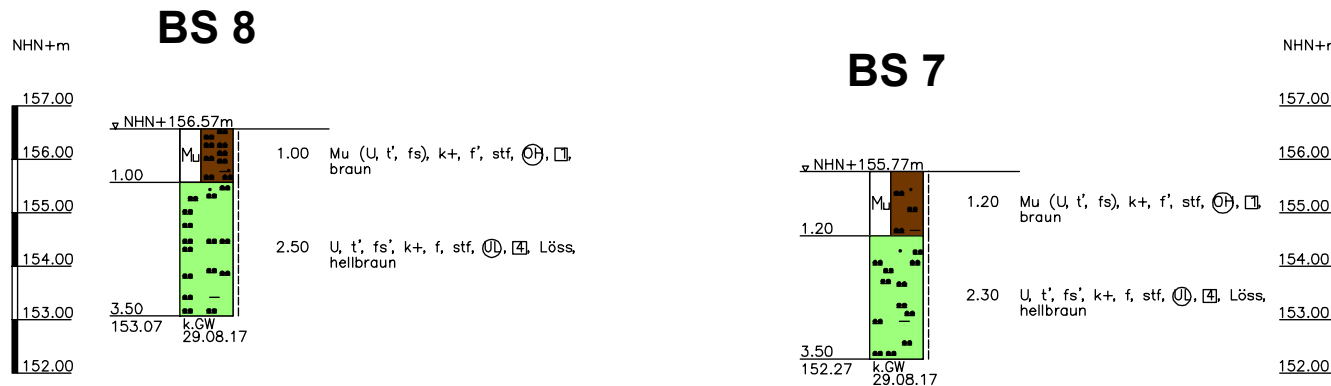 BS 8
NHN+m
157.00
156.00
155.00
154.00
153.00
152.00
NHN+156.57m
Mu
1.00
1.00 Mu (U, t', fs), k+, f', stf, OH, 1,
braun
2.50 U, t', fs', k+, f, stf, UL, 4, Löss,
hellbraun
3.50
153.07
k.GW
29.08.17
BS 7
NHN+155.77m
Mu
1.20
1.20 Mu (U, t', fs), k+, f', stf, OH, 1,
braun
2.30 U, t', fs', k+, f, stf, UL, 4, Löss,
hellbraun
3.50
152.27
k.GW
29.08.17
NHN+m
157.00
156.00
155.00
154.00
153.00
152.00